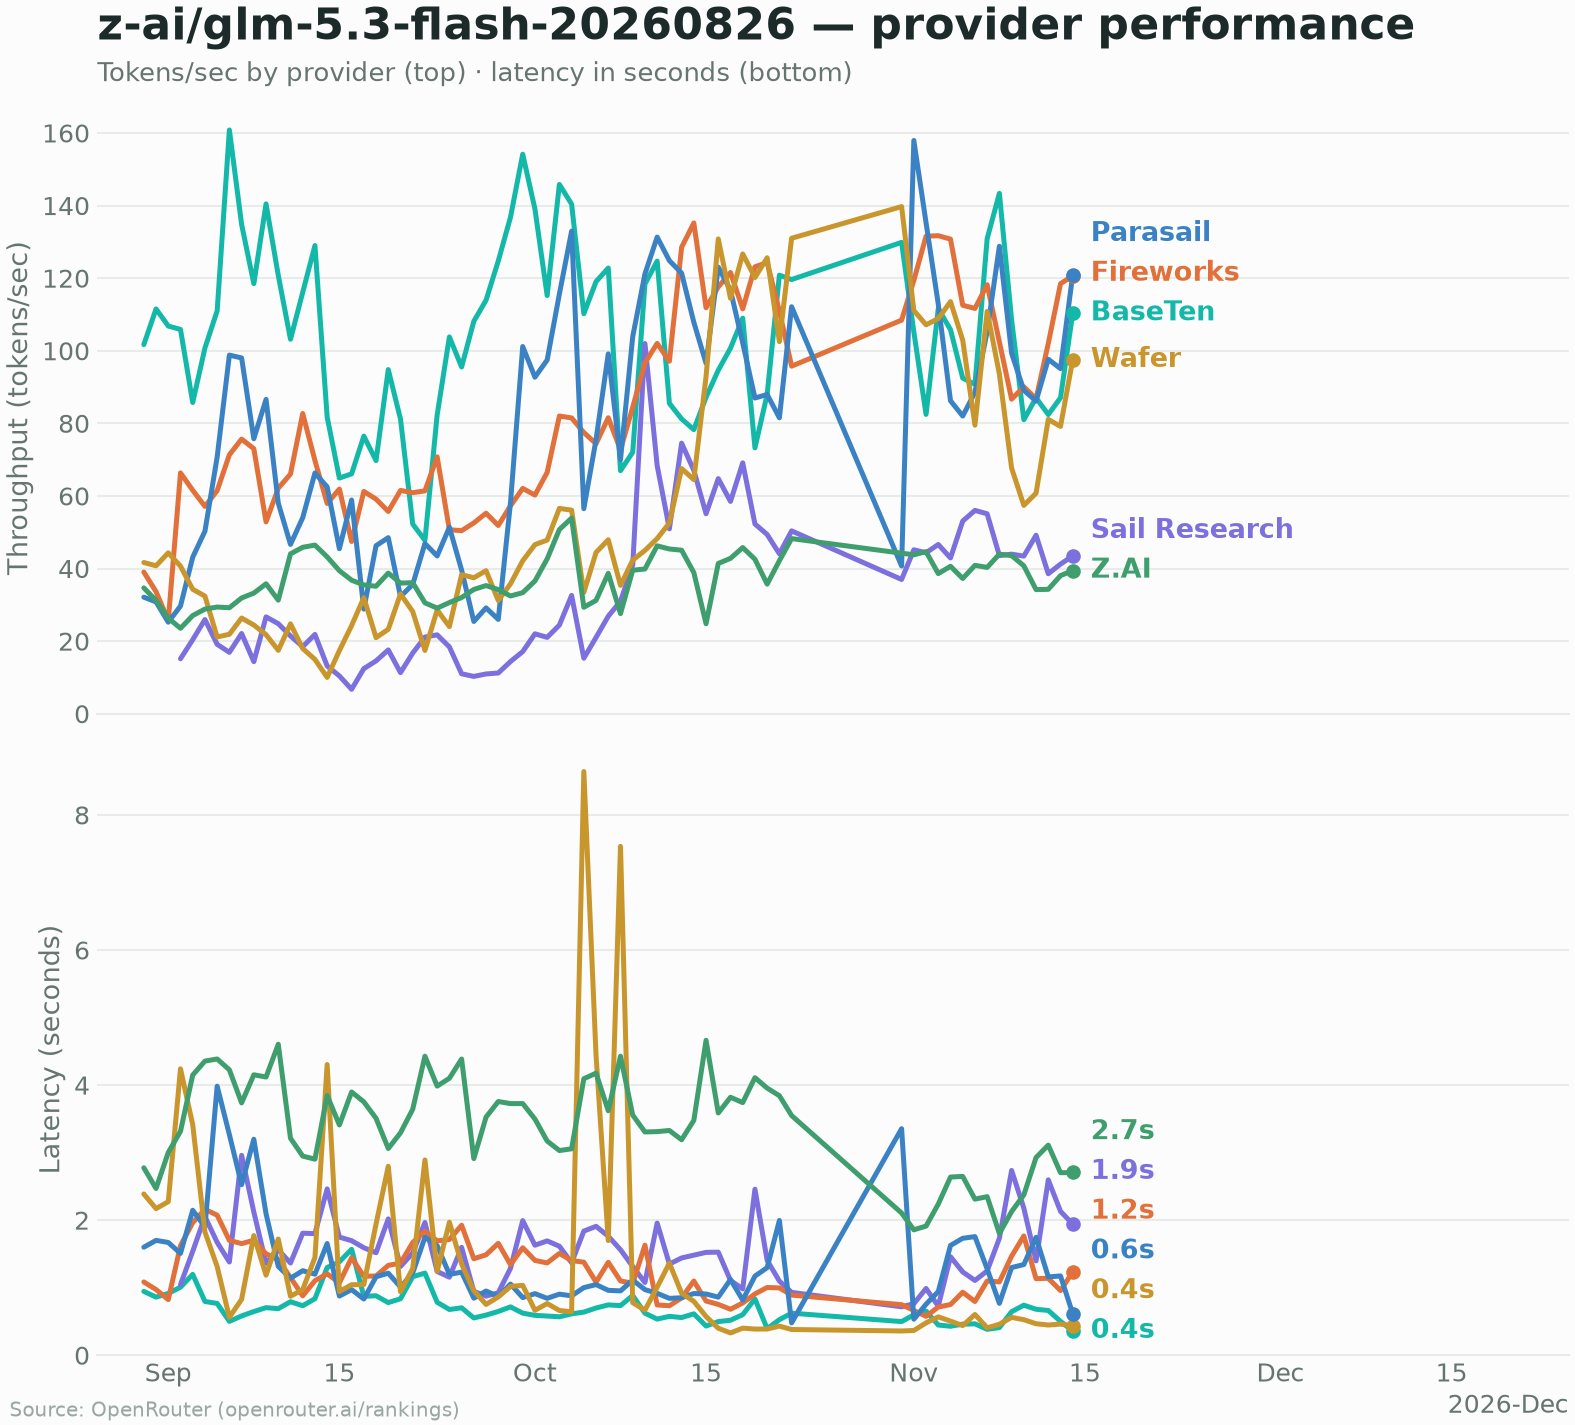 z-ai/glm-5.3-flash-20260826 — provider performance
Tokens/sec by provider (top) · latency in seconds (bottom)
Throughput (tokens/sec)
160
140
120
100
80
60
40
20
0
Parasail
Fireworks
BaseTen
Wafer
Sail Research
Z.AI
Latency (seconds)
8
6
4
2
0
2.7s
1.9s
1.2s
0.6s
0.4s
0.4s
Sep 15 Oct 15 Nov 15 Dec 15
2026-Dec
Source: OpenRouter (openrouter.ai/rankings)